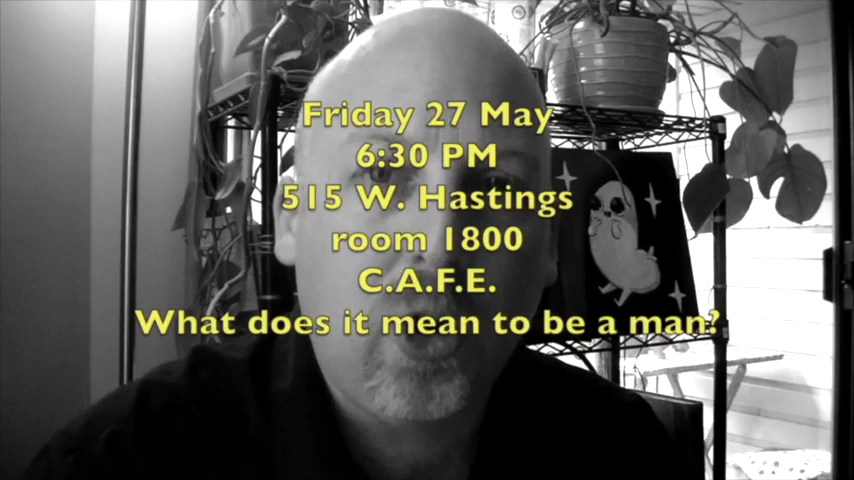 Friday 27 May
6:30 PM
515 W. Hastings
room 1800
C.A.F.E.
What does it mean to be a man?